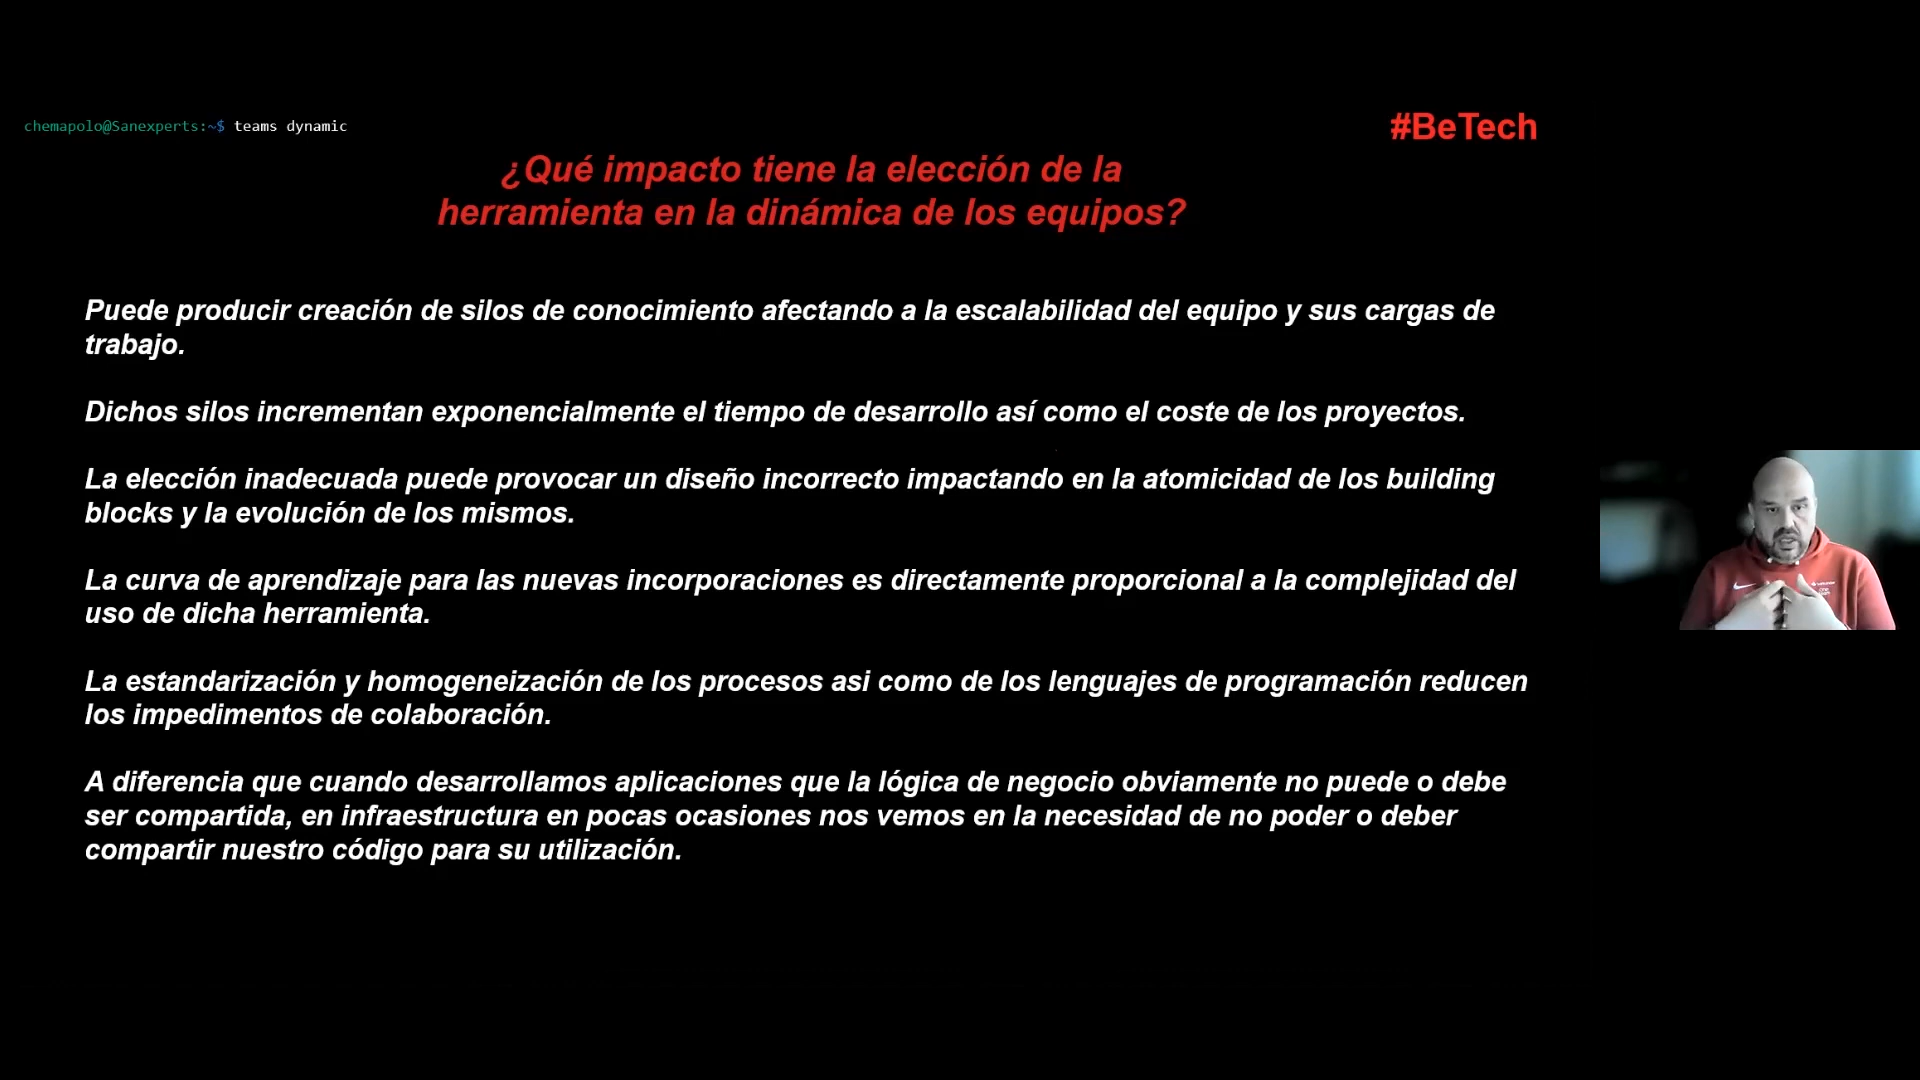 chemapolo@Sanexperts:~$ teams dynamic
#BeTech
¿Qué impacto tiene la elección de la
herramienta en la dinámica de los equipos?
Puede producir creación de silos de conocimiento afectando a la escalabilidad del equipo y sus cargas de
trabajo.
Dichos silos incrementan exponencialmente el tiempo de desarrollo así como el coste de los proyectos.
La elección inadecuada puede provocar un diseño incorrecto impactando en la atomicidad de los building
blocks y la evolución de los mismos.
La curva de aprendizaje para las nuevas incorporaciones es directamente proporcional a la complejidad del
uso de dicha herramienta.
La estandarización y homogeneización de los procesos asi como de los lenguajes de programación reducen
los impedimentos de colaboración.
A diferencia que cuando desarrollamos aplicaciones que la lógica de negocio obviamente no puede o debe
ser compartida, en infraestructura en pocas ocasiones nos vemos en la necesidad de no poder o deber
compartir nuestro código para su utilización.